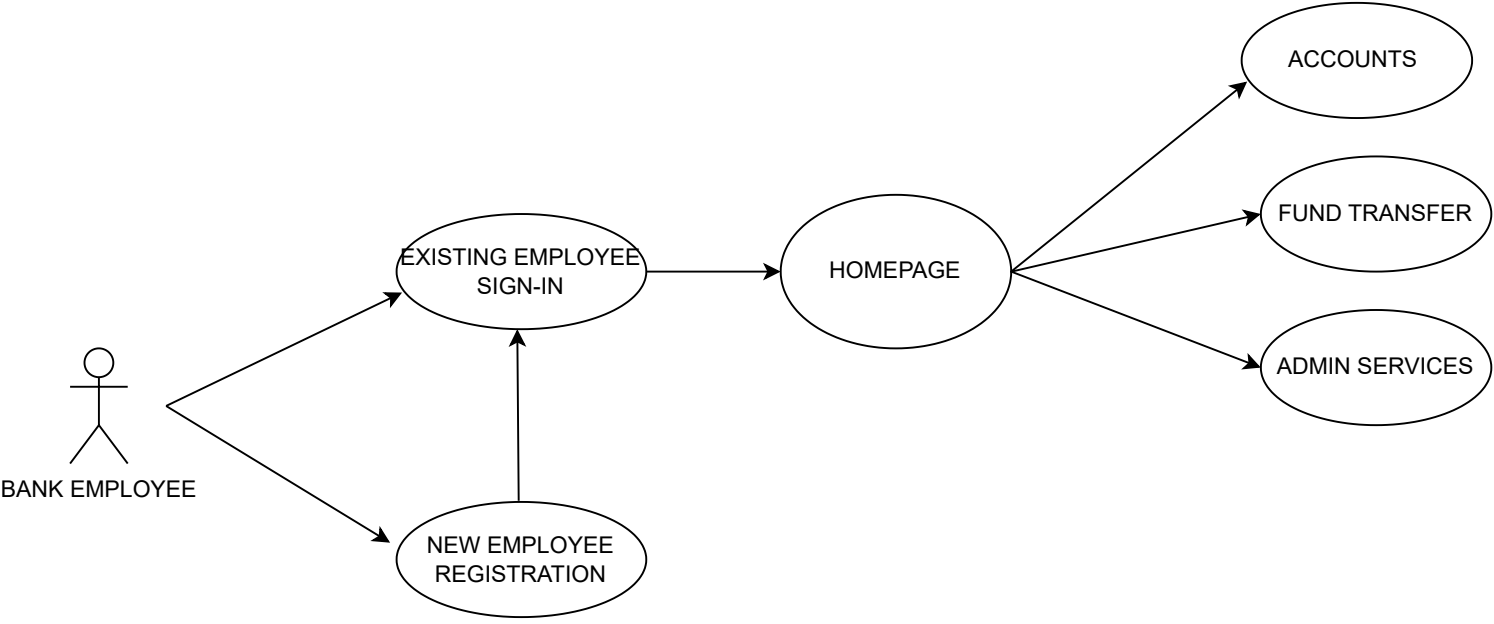 ACCOUNTS
FUND TRANSFER
EXISTING EMPLOYEE
SIGN-IN
HOMEPAGE
ADMIN SERVICES
BANK EMPLOYEE
NEW EMPLOYEE
REGISTRATION